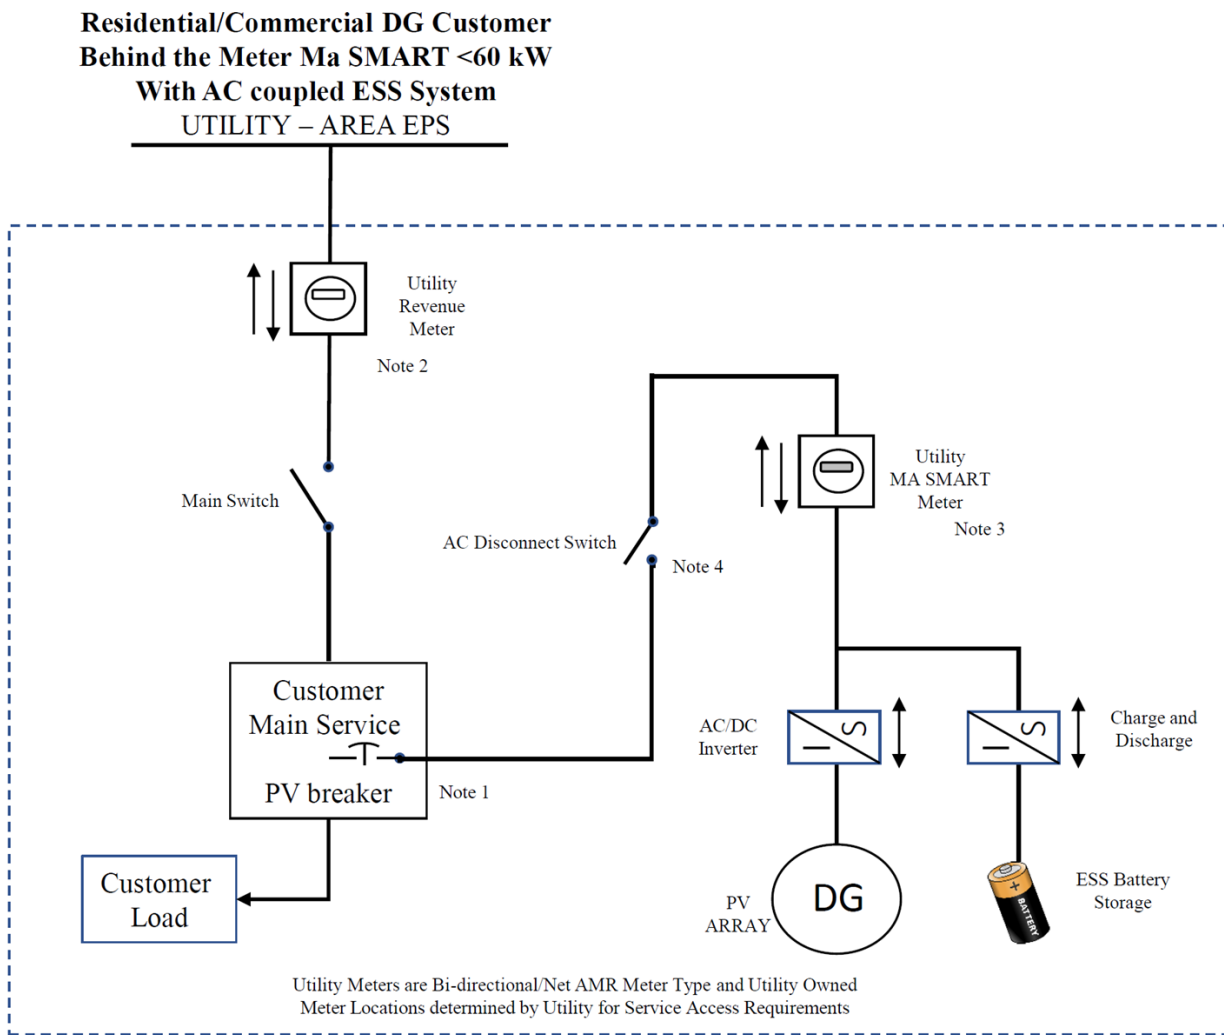 Residential/Commercial DG Customer
Behind the Meter Ma SMART <60 kW
With AC coupled ESS System
UTILITY – AREA EPS
Utility
Revenue
Meter
Note 2
Main Switch
AC Disconnect Switch
Note 4
Utility
MA SMART
Meter
Note 3
Customer
Main Service
PV breaker
Note 1
AC/DC
Inverter
Charge and
Discharge
Customer
Load
PV
ARRAY
DG
+
BATTERY
ESS Battery
Storage
Utility Meters are Bi-directional/Net AMR Meter Type and Utility Owned
Meter Locations determined by Utility for Service Access Requirements